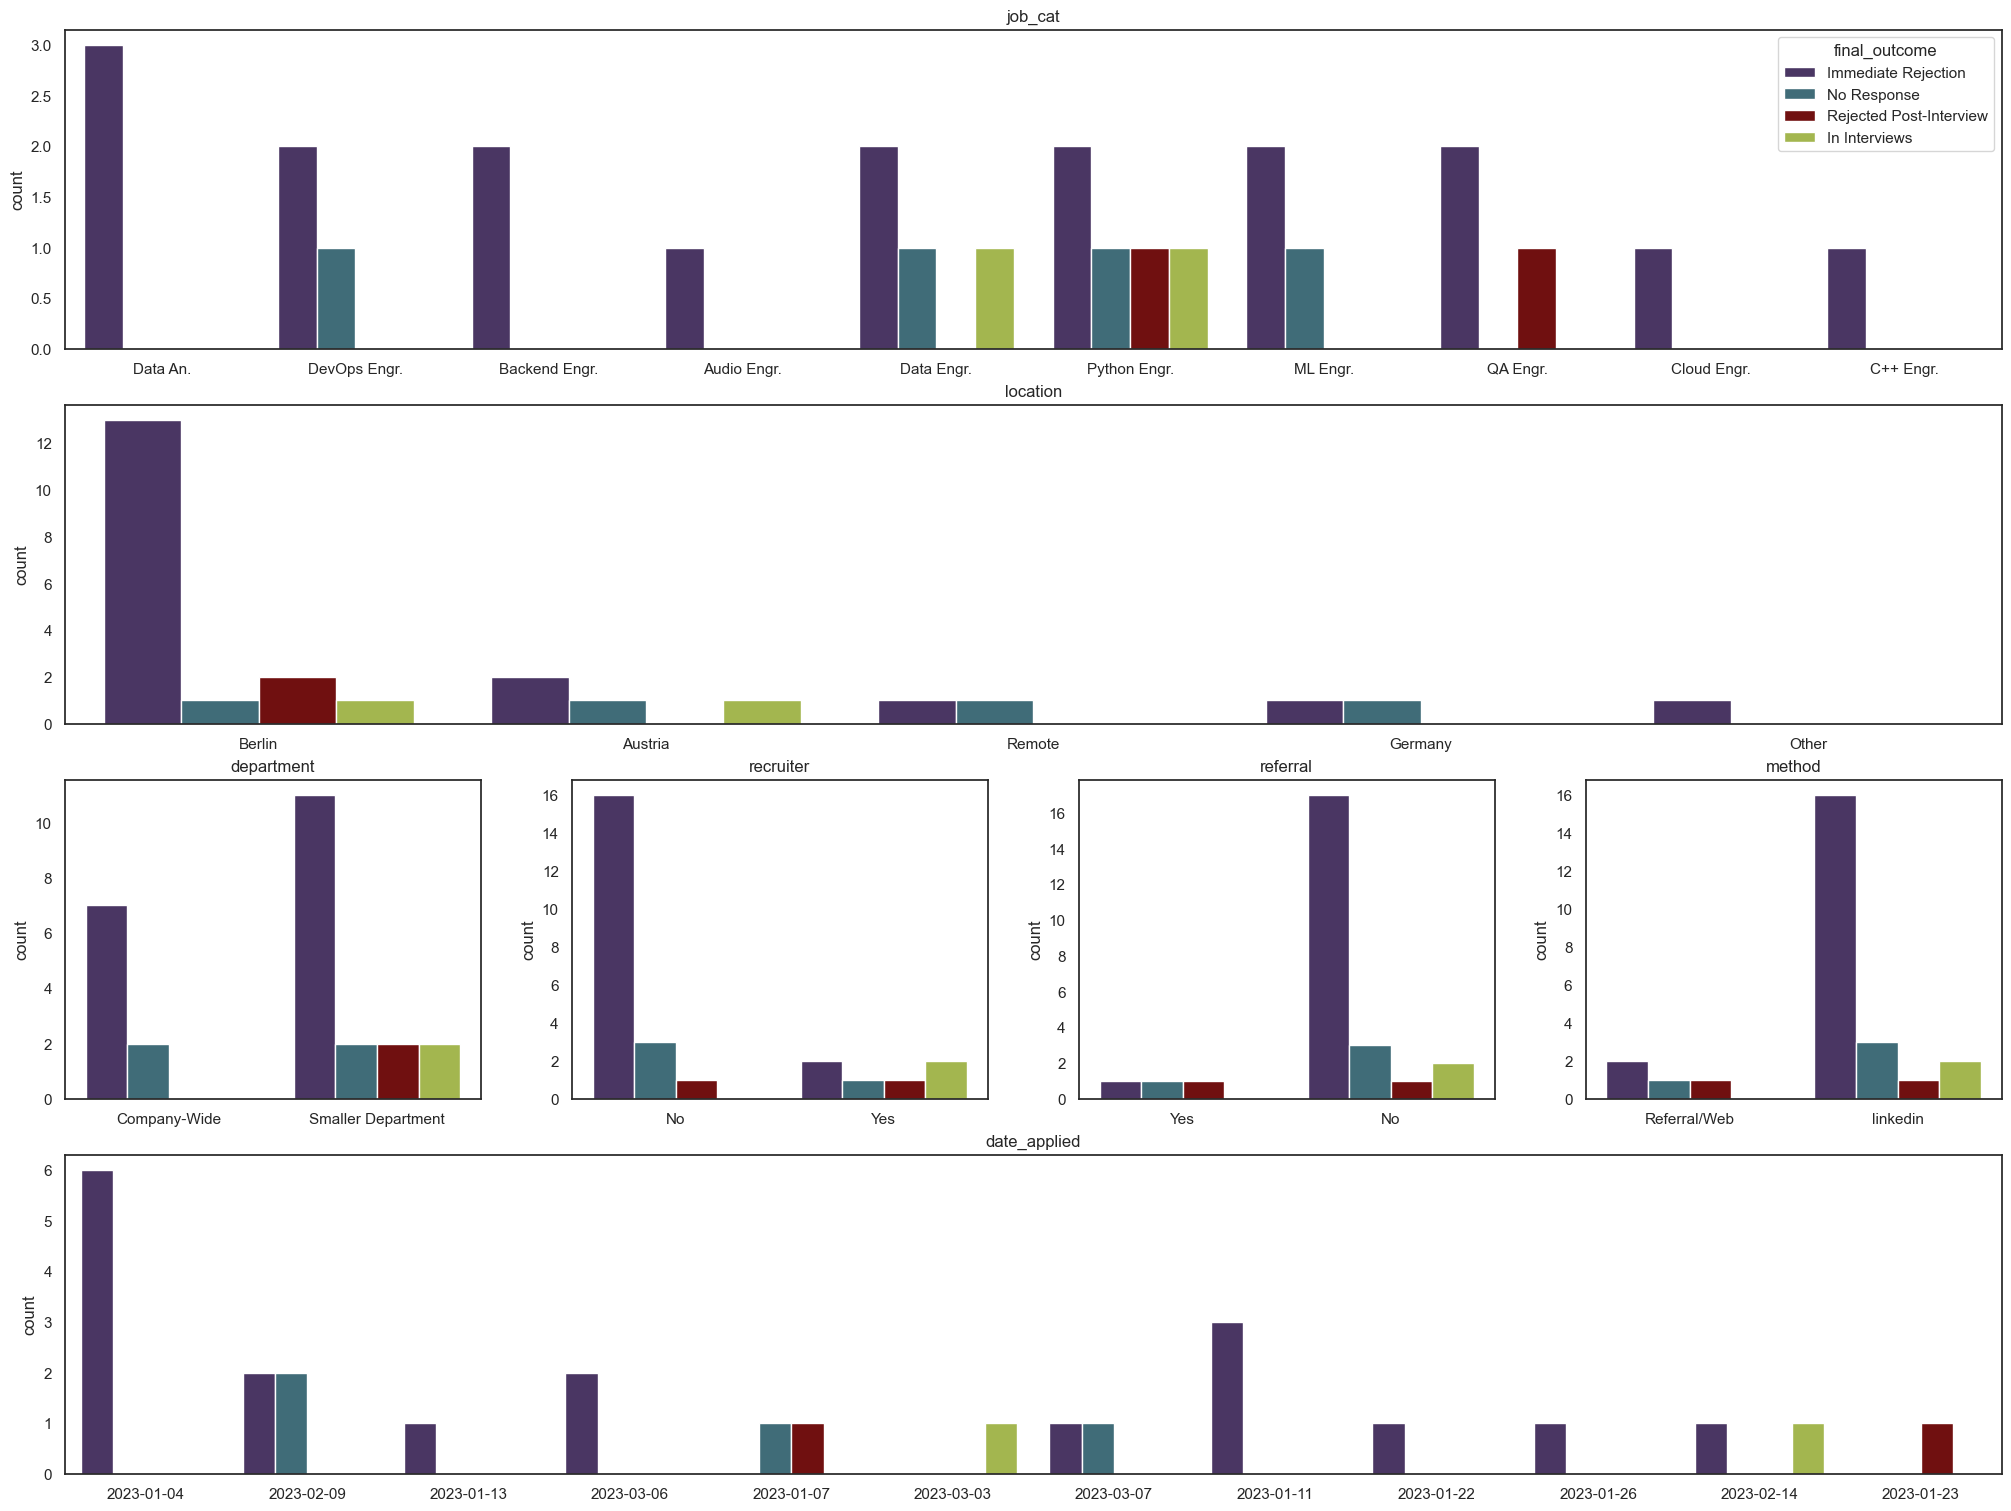 job_cat
3.0
2.5
2.0
1.5
1.0
0.5
0.0
count
final_outcome
Immediate Rejection
No Response
Rejected Post-Interview
In Interviews
Data An. DevOps Engr. Backend Engr. Audio Engr. Data Engr. Python Engr. ML Engr. QA Engr. Cloud Engr. C++ Engr.
location
12
10
8
6
4
2
0
count
Berlin Austria Remote Germany Other
department
10
8
6
4
2
0
count
Company-Wide Smaller Department
recruiter
16
14
12
10
8
6
4
2
0
count
No Yes
referral
16
14
12
10
8
6
4
2
0
count
Yes No
method
16
14
12
10
8
6
4
2
0
count
Referral/Web linkedin
date_applied
6
5
4
3
2
1
0
count
2023-01-04 2023-02-09 2023-01-13 2023-03-06 2023-01-07 2023-03-03 2023-03-07 2023-01-11 2023-01-22 2023-01-26 2023-02-14 2023-01-23